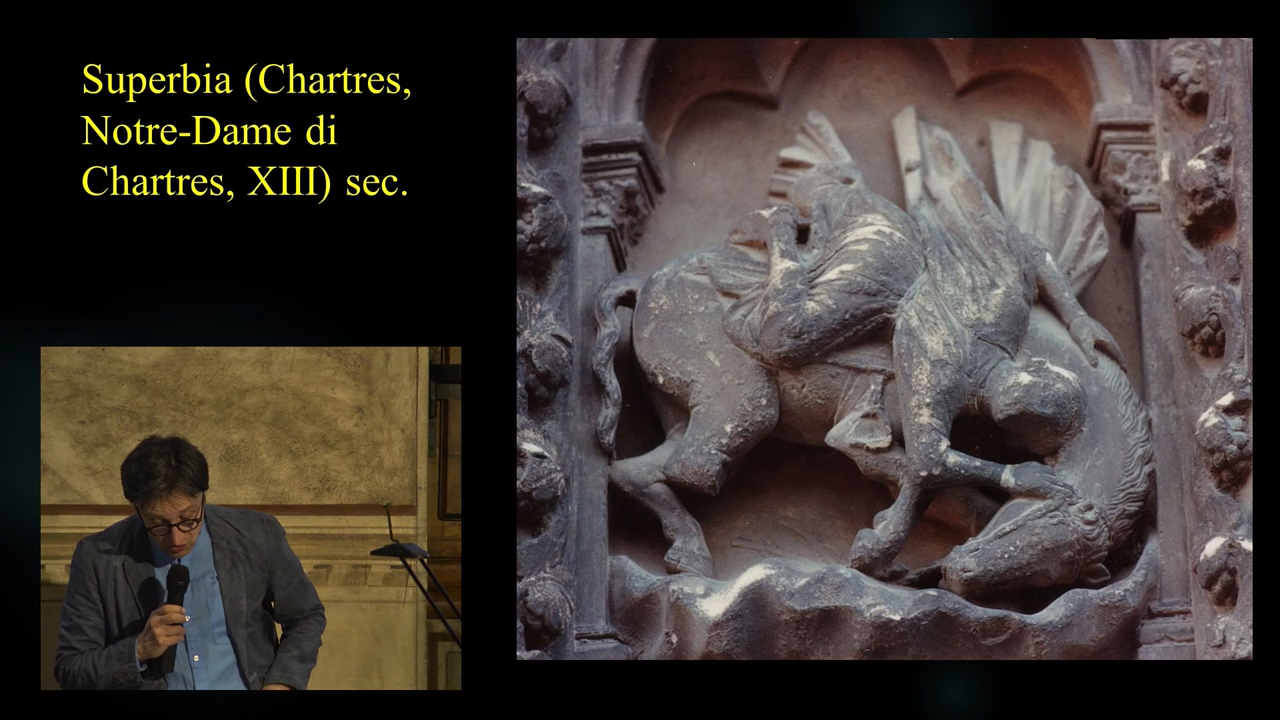 Superbia (Chartres,
Notre-Dame di
Chartres, XIII) sec.